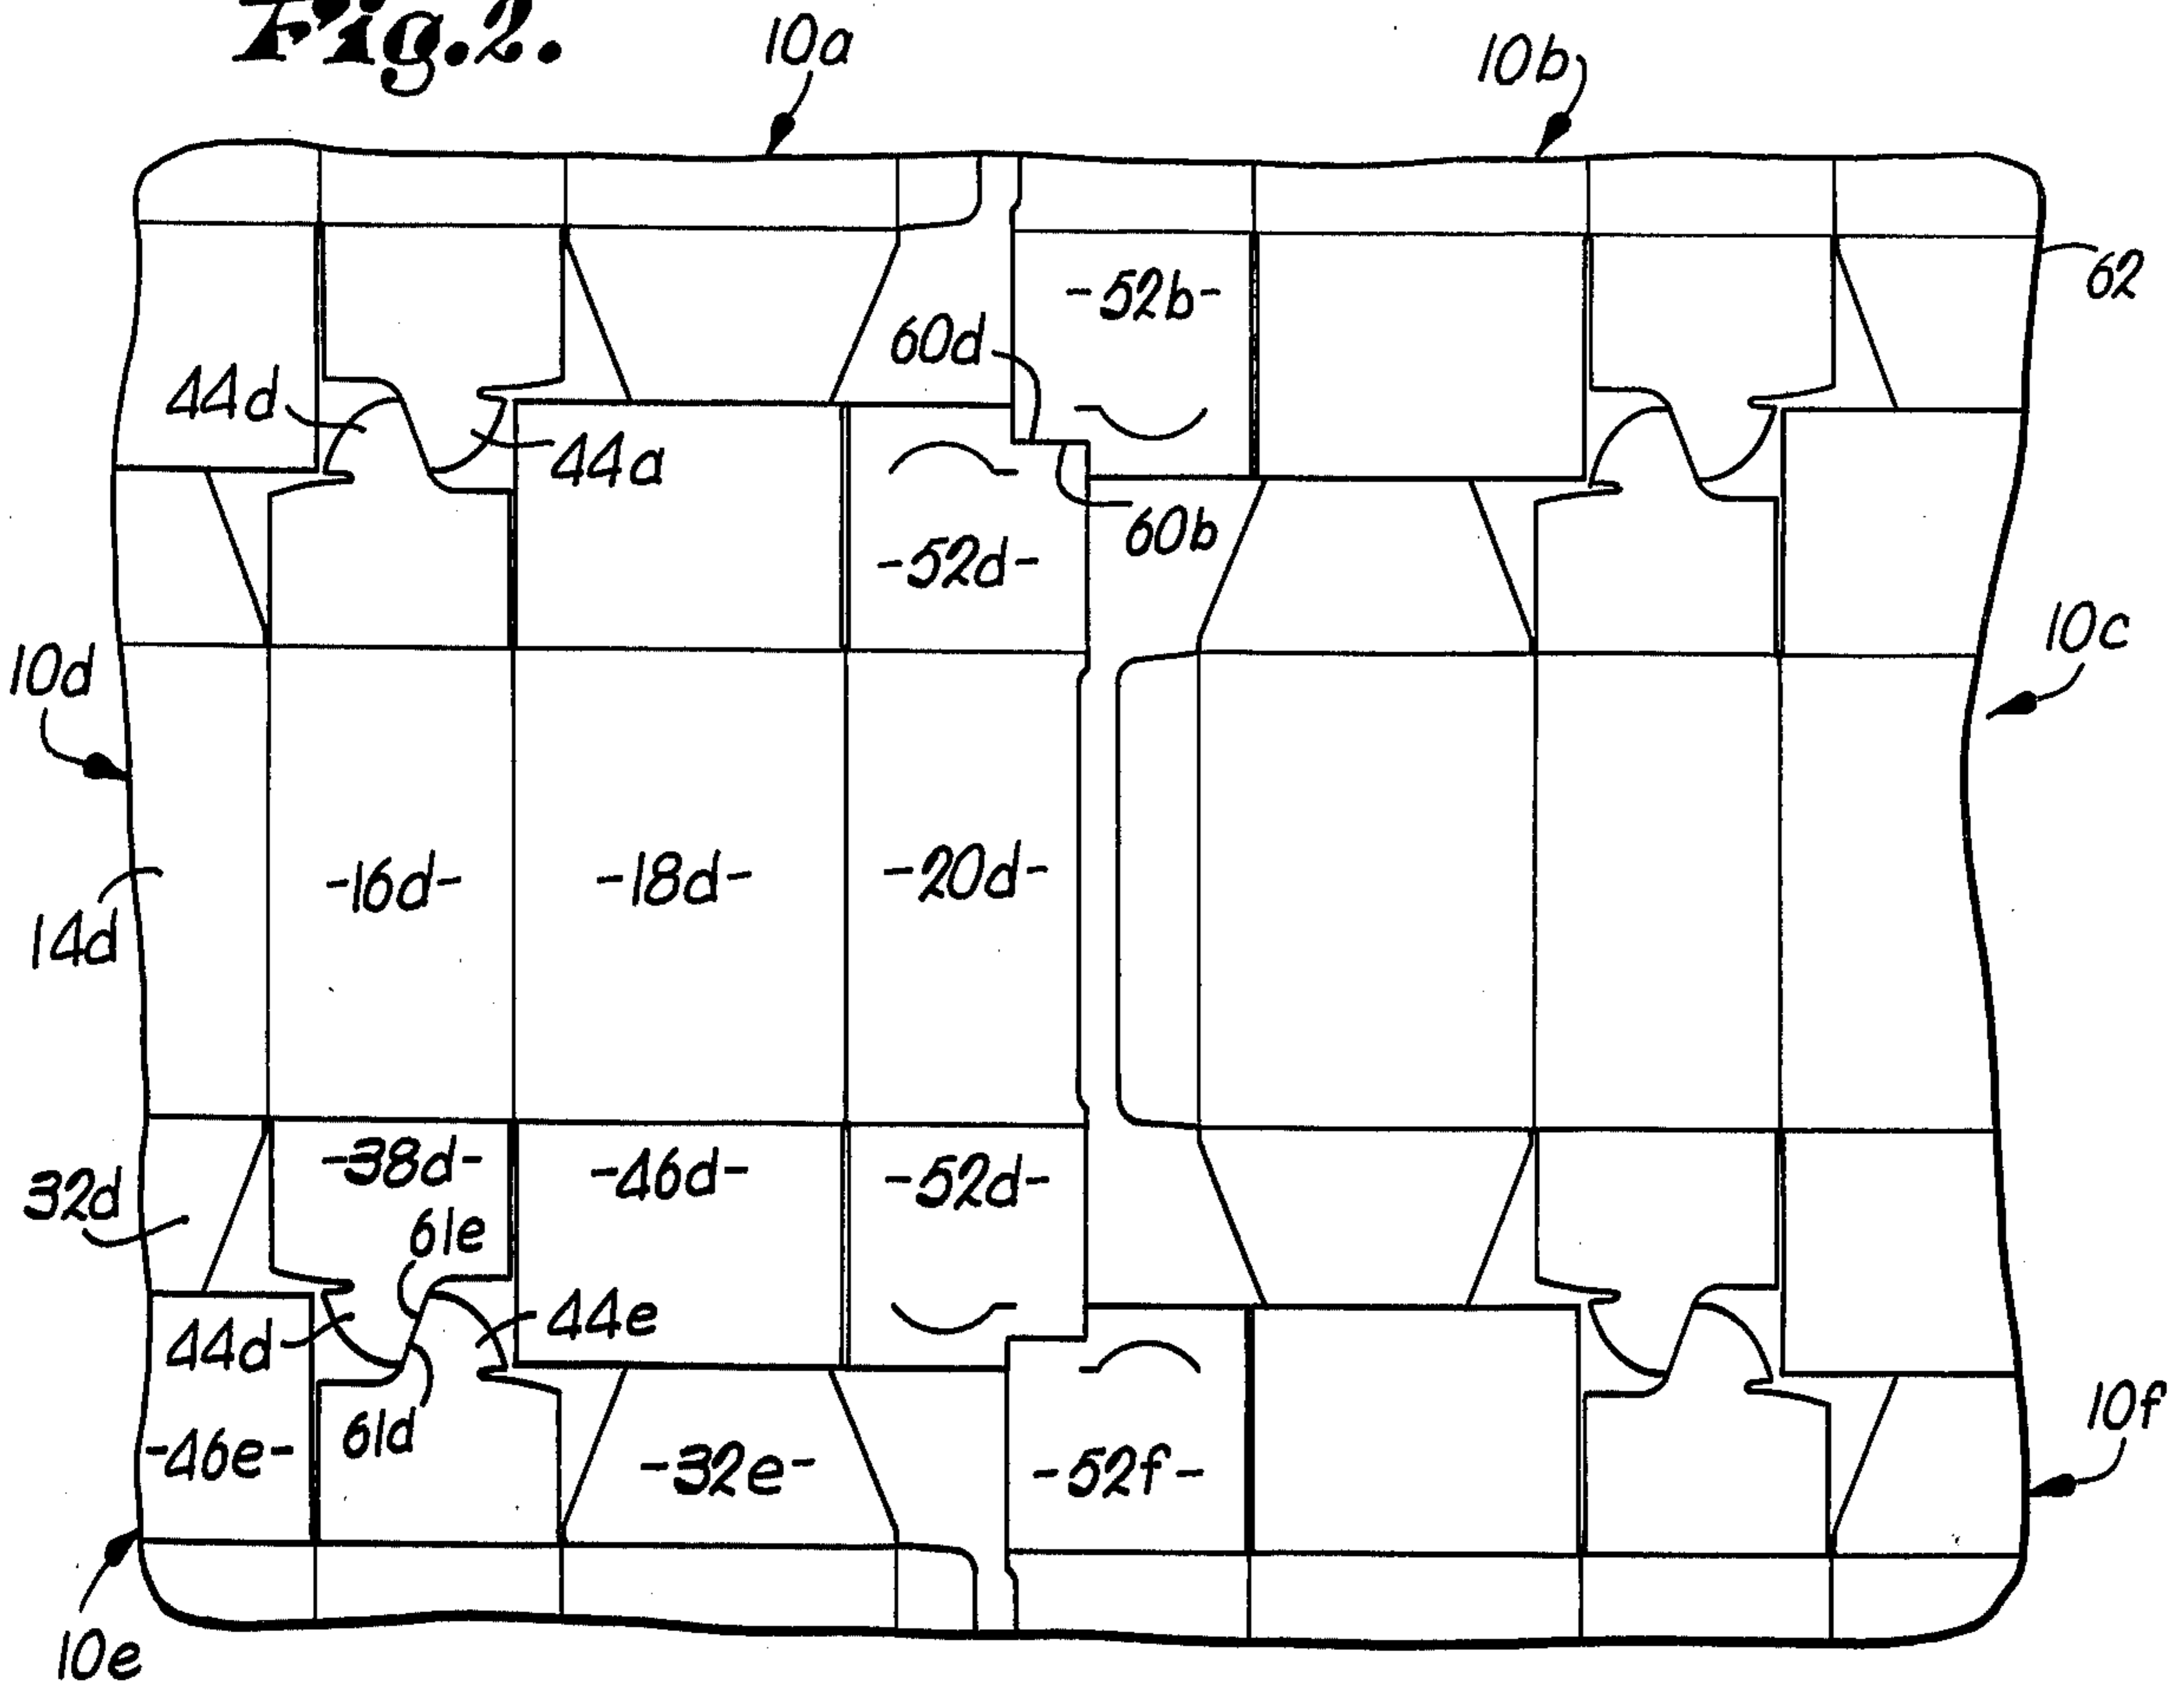 Fig.2.
10a
10b
62
-52b-
60d
44d
44a
60b
-52d-
10c
10d
-16d-
-18d-
-20d-
14d
-38d-
-46d-
-52d-
32d
61e
44e
44d
10f
61d
-46e-
-32e-
-52f-
10e